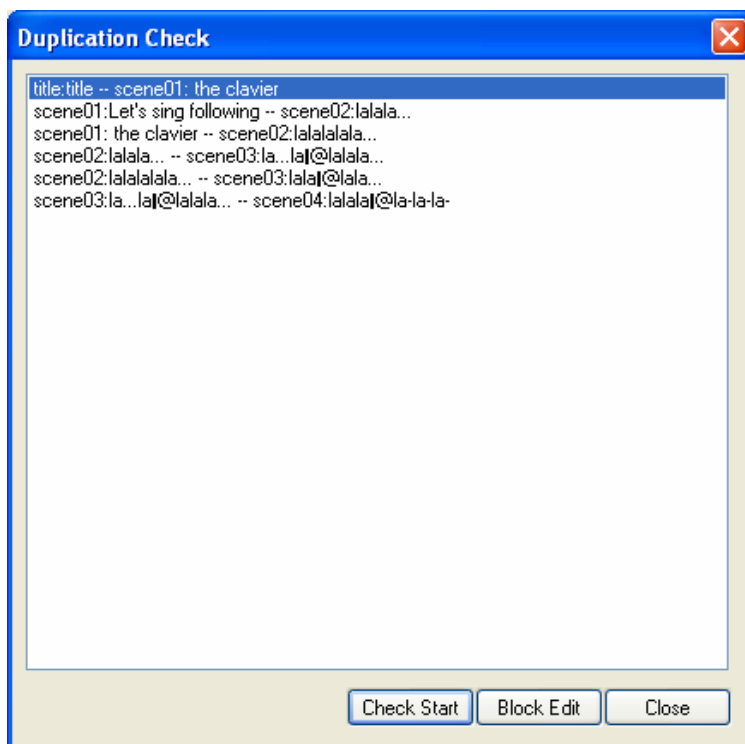 Duplication Check
title:title -- scene01: the clavier
scene01:Let's sing following -- scene02:lalala...
scene01: the clavier -- scene02:lalalalala...
scene02:lalala... -- scene03:la...la|@lalala...
scene02:lalalalala... -- scene03:lala|@lala...
scene03:la...la|@lalala... -- scene04:lalala|@la-la-la-
Check Start
Block Edit
Close